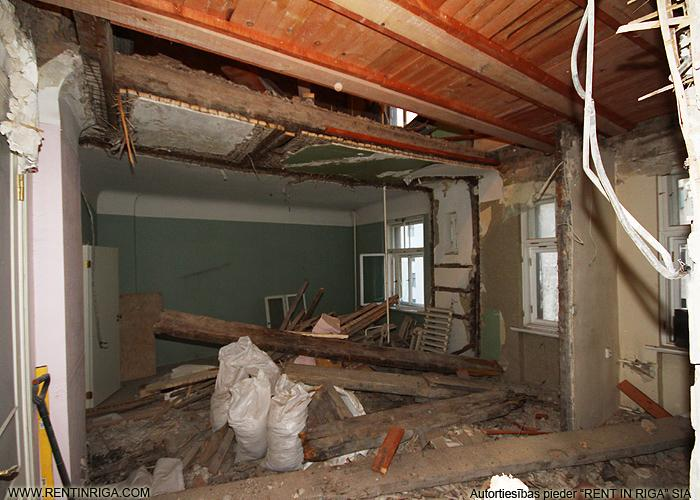 WWW.RENTINRIGA.COM
Autortiesības pieder "RENT IN RIGA" SIA